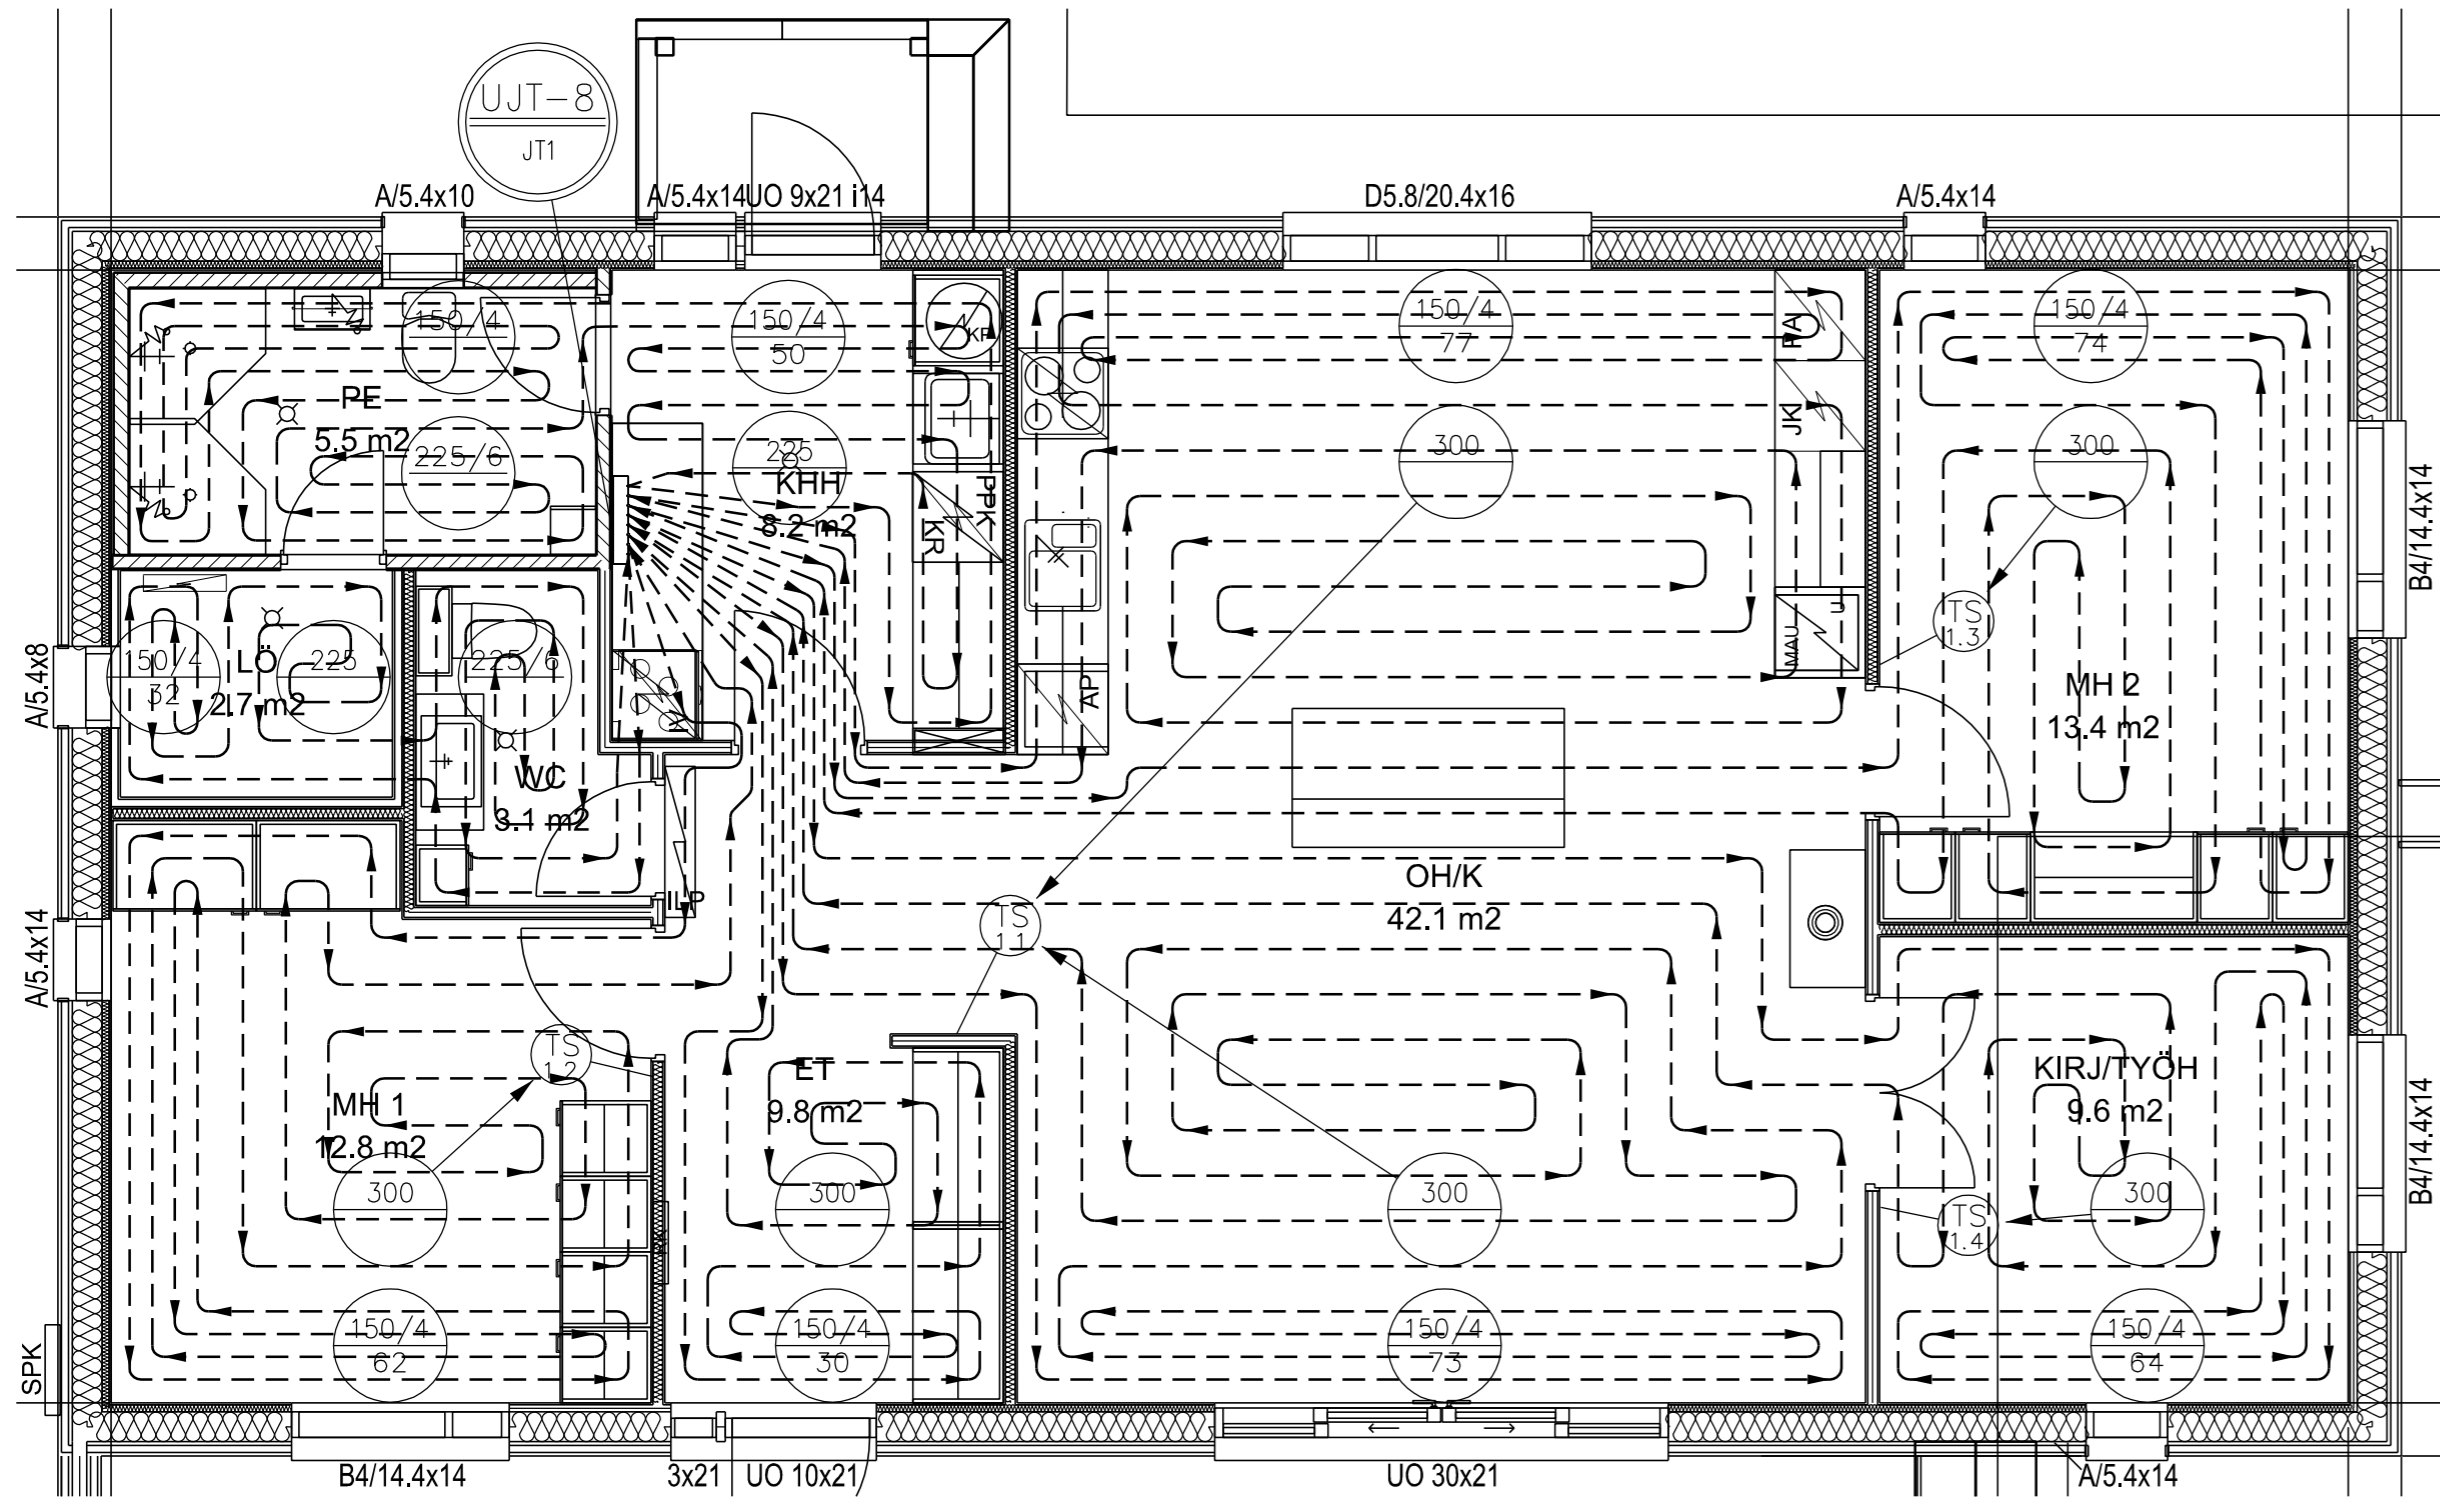 UJT-8
JT1
A/5.4x10
A/5.4x14
UO 9x21 i14
D5.8/20.4x16
A/5.4x14
150/4
150/4
50
150/4
77
150/4
74
KP
PA
PE
5.5 m2
225/6
225
KHH
8.2 m2
KR
PPK
300
JK
300
B4/14.4x14
A/5.4x8
150/4
32
LÖ
2.7 m2
225
225/6
WC
3.1 m2
AP
MAU
U
TS
1.3
MH 2
13.4 m2
A/5.4x14
ILP
TS
1.1
OH/K
42.1 m2
TS
1.2
MH 1
12.8 m2
300
ET
9.8 m2
300
300
KIRJ/TYÖH
9.6 m2
TS
1.4
300
B4/14.4x14
SPK
150/4
62
150/4
30
150/4
73
150/4
64
B4/14.4x14
3x21
UO 10x21
UO 30x21
A/5.4x14